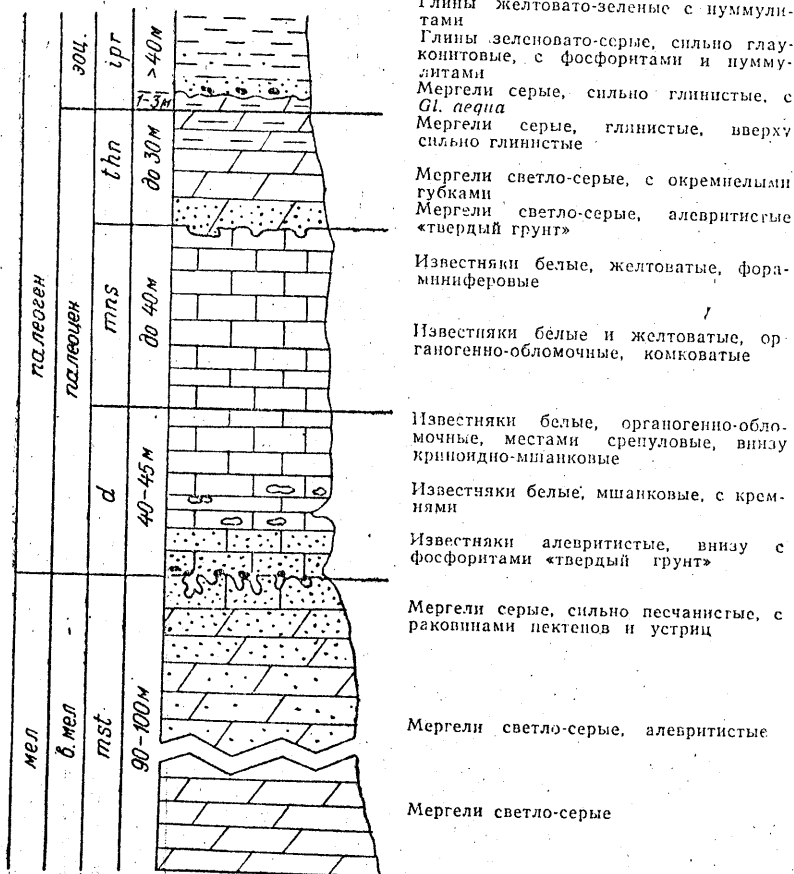 Глины желтовато-зеленые с нуммули-
тами
Глины зеленовато-серые, сильно глау-
конитовые, с фосфоритами и нумму-
литами
Мергели серые, сильно глинистые, с
Gl. aequa
Мергели серые, глинистые, вверху
сильно глинистые
Мергели светло-серые, с окремнелыми
губками
Мергели светло-серые, алевритистые
«твердый грунт»
Известняки белые, желтоватые, фора-
миниферовые
Известняки белые и желтоватые, ор
ганогенно-обломочные, комковатые
Известняки белые, органогенно-обло-
мочные, местами серпуловые, внизу
криноидно-мшанковые
Известняки белые, мшанковые, с крем-
нями
Известняки алевритистые, внизу с
фосфоритами «твердый грунт»
Мергели серые, сильно песчанистые, с
раковинами пектенов и устриц
Мергели светло-серые, алевритистые
Мергели светло-серые
палеоген
мел
эоц.
палеоцен
в. мел
ipr
thn
mns
d
mst
>40м
1-3м
до 30м
до 40м
40-45м
90-100м